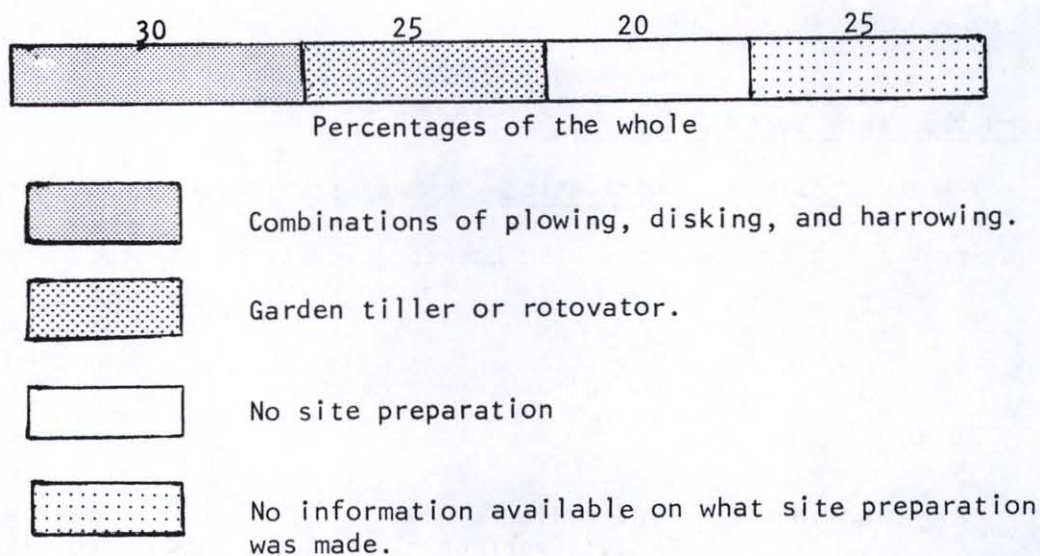 30 25 20 25
Percentages of the whole
Combinations of plowing, disking, and harrowing.
Garden tiller or rotovator.
No site preparation
No information available on what site preparation
was made.